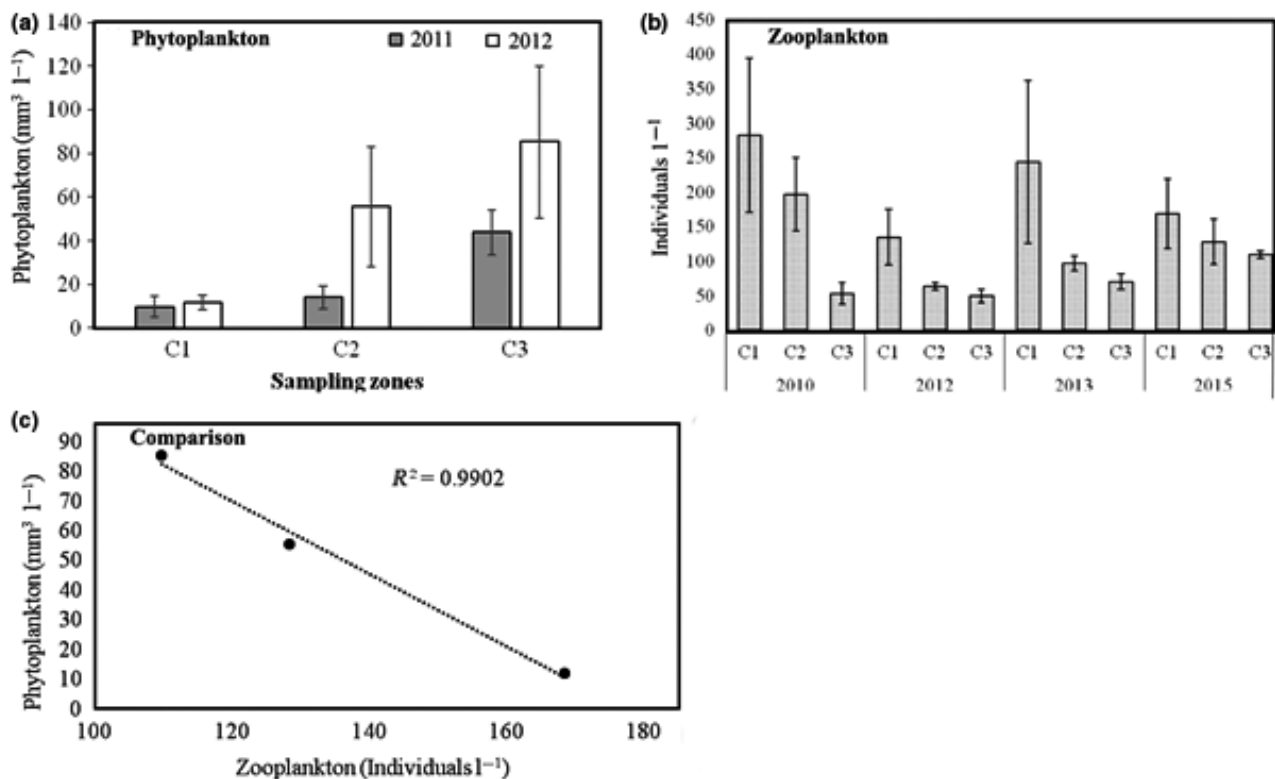 (a)
Phytoplankton
2011
2012
Phytoplankton (mm³ l⁻¹)
140
120
100
80
60
40
20
0
C1 C2 C3
Sampling zones
(b)
Zooplankton
Individuals l⁻¹
450
400
350
300
250
200
150
100
50
0
C1 C2 C3 C1 C2 C3 C1 C2 C3 C1 C2 C3
2010 2012 2013 2015
(c)
Comparison
R² = 0.9902
Phytoplankton (mm³ l⁻¹)
90
80
70
60
50
40
30
20
10
0
100 120 140 160 180
Zooplankton (Individuals l⁻¹)